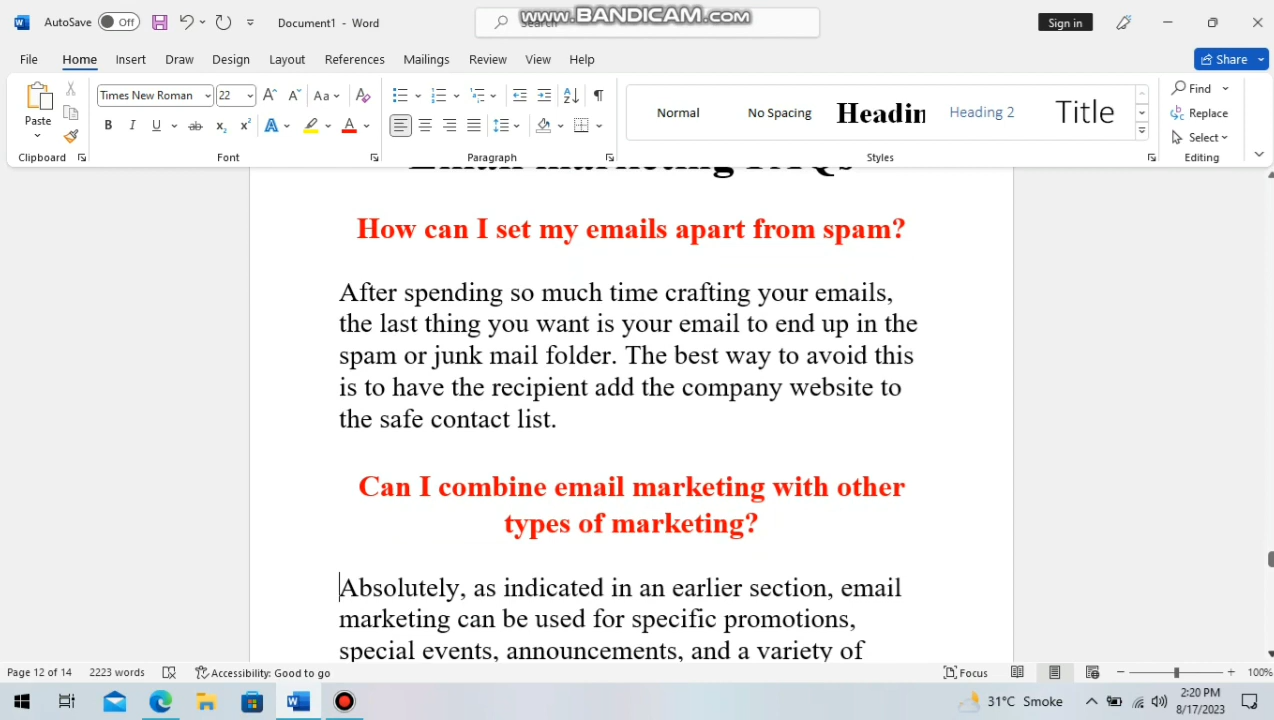 www.BANDICAM.com
AutoSave Off Document1 - Word Sign in
File Home Insert Draw Design Layout References Mailings Review View Help Share
Times New Roman 22 Aa
Paste
Normal No Spacing Headin Heading 2 Title
Find
Replace
Select
Clipboard Font Paragraph Styles Editing
Email marketing FAQs
How can I set my emails apart from spam?
After spending so much time crafting your emails,
the last thing you want is your email to end up in the
spam or junk mail folder. The best way to avoid this
is to have the recipient add the company website to
the safe contact list.
Can I combine email marketing with other
types of marketing?
Absolutely, as indicated in an earlier section, email
marketing can be used for specific promotions,
special events, announcements, and a variety of
Page 12 of 14 2223 words Accessibility: Good to go Focus 100%
31°C Smoke 2:20 PM
8/17/2023